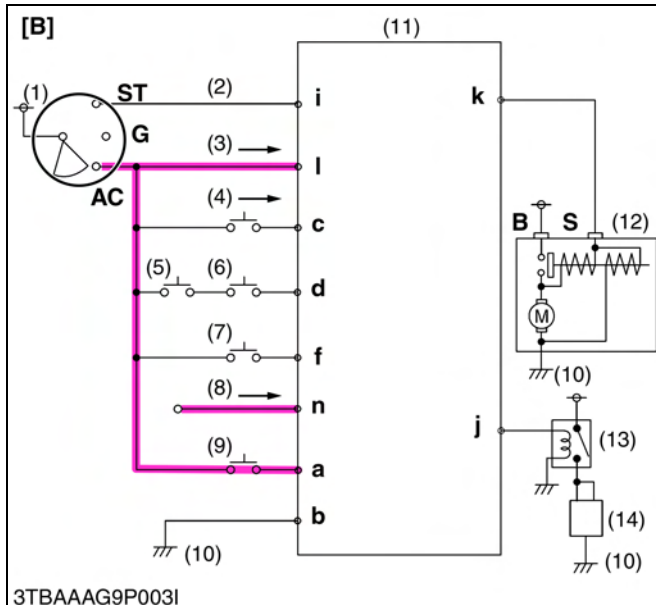 [B]
(11)
(1)
ST
(2)
i
k
G
(3)
l
AC
(4)
c
B
S
(12)
(5)
(6)
d
M
(7)
f
(10)
(8)
n
j
(13)
(9)
a
b
(14)
(10)
(10)
3TBAAAG9P003I